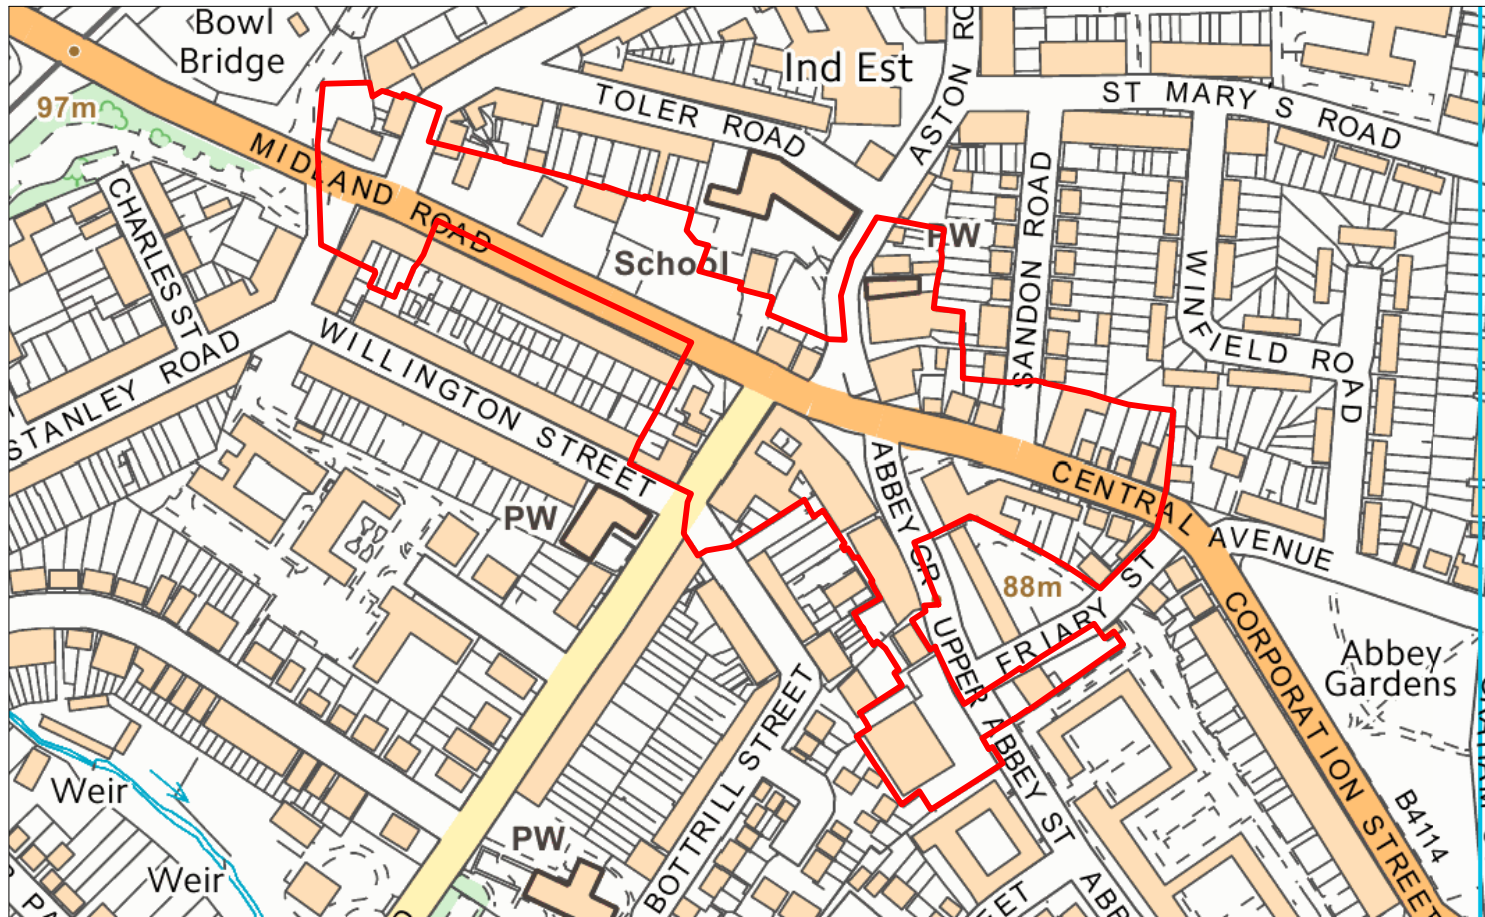 Bowl
Bridge
Ind Est
97m
TOLER ROAD
ASTON RO
ST MARY'S ROAD
MIDLAND ROAD
CHARLES ST
PW
School
SANDON ROAD
WINFIELD ROAD
STANLEY ROAD
WILLINGTON STREET
PW
ABBEY GR
CENTRAL AVENUE
88m
FRIARY ST
UPPER ABBEY ST
CORPORATION STREET
Abbey
Gardens
BOTTRILL STREET
Weir
Weir
PW
B4114